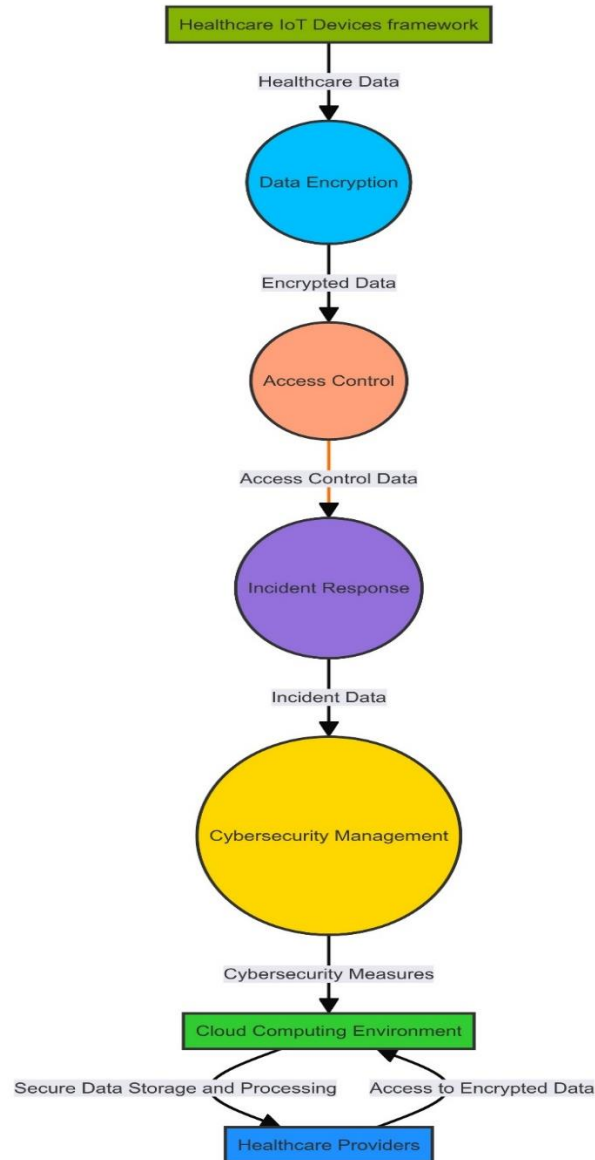 Healthcare IoT Devices framework
Healthcare Data
Data Encryption
Encrypted Data
Access Control
Access Control Data
Incident Response
Incident Data
Cybersecurity Management
Cybersecurity Measures
Cloud Computing Environment
Secure Data Storage and Processing
Access to Encrypted Data
Healthcare Providers